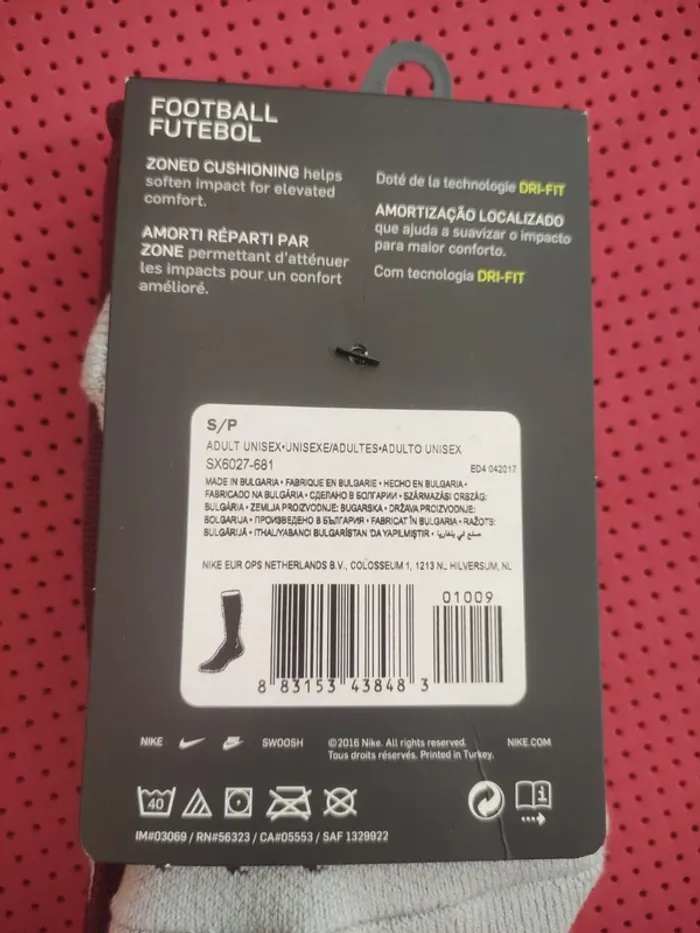 FOOTBALL
FUTEBOL
ZONED CUSHIONING helps
soften impact for elevated
comfort.
AMORTI RÉPARTI PAR
ZONE permettant d'atténuer
les impacts pour un confort
amélioré.
Doté de la technologie DRI-FIT
AMORTIZAÇÃO LOCALIZADO
que ajuda a suavizar o impacto
para maior conforto.
Com tecnologia DRI-FIT
S/P
ADULT UNISEX•UNISEXE/ADULTES•ADULTO UNISEX
SX6027-681
ED4 042017
MADE IN BULGARIA • FABRIQUE EN BULGARIE • HECHO EN BULGARIA •
FABRICADO NA BULGÁRIA • СДЕЛАНО В БОЛГАРИИ • SZÁRMAZÁSI ORSZÁG:
BULGÁRIA • ZEMLJA PROIZVODNJE: BUGARSKA • DRŽAVA PROIZVODNJE:
BOLGARIJA • ПРОИЗВЕДЕНО В БЪЛГАРИЯ • FABRICAT ÎN BULGARIA • RAŽOTS:
BULGĀRIJĀ • ITHAL/YABANCI BULGARİSTAN 'DA YAPILMIŞTIR • صنع في بلغاريا •
NIKE EUR OPS NETHERLANDS B.V., COLOSSEUM 1, 1213 NL HILVERSUM, NL
01009
8 83153 43848 3
NIKE SWOOSH ©2016 Nike. All rights reserved. NIKE.COM
Tous droits réservés. Printed in Turkey.
40
IM#03069 / RN#56323 / CA#05553 / SAF 1329922